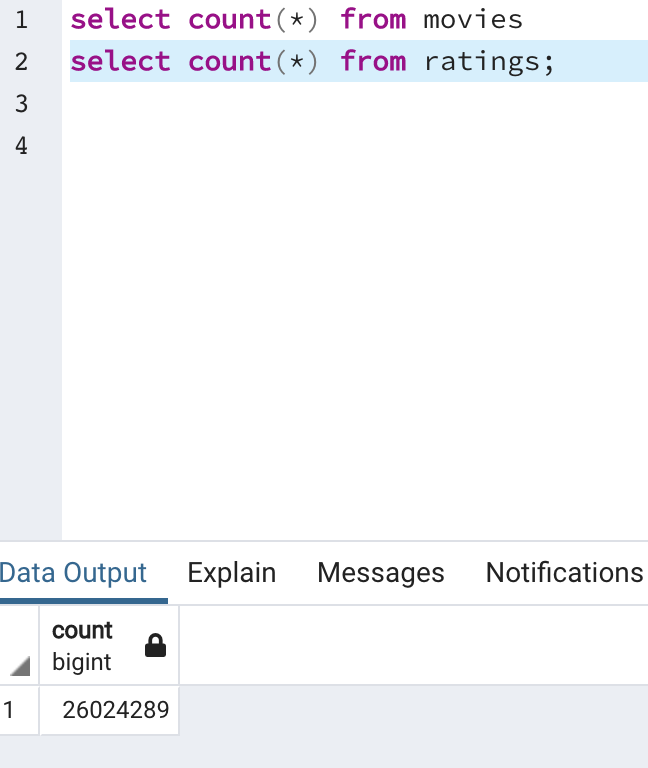 1 select count(*) from movies
2 select count(*) from ratings;
3
4
Data Output Explain Messages Notifications
count
bigint
1 26024289